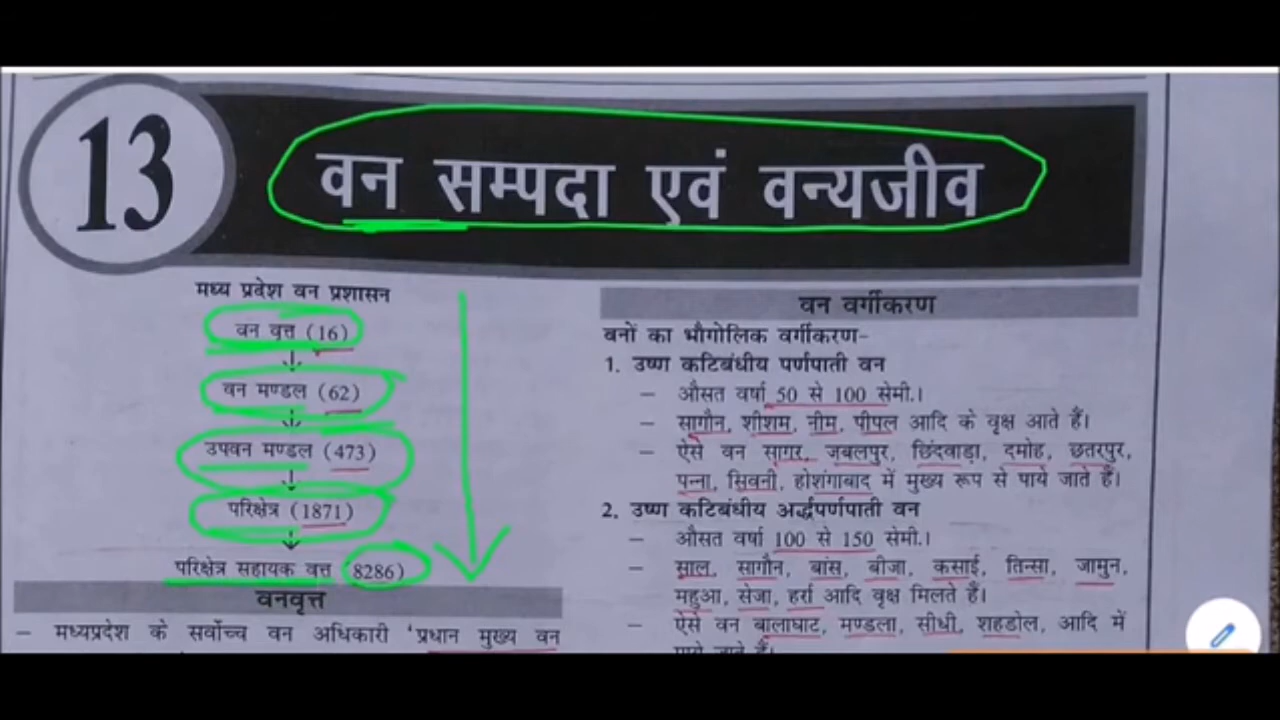 13
वन सम्पदा एवं वन्यजीव
मध्य प्रदेश वन प्रशासन
वन वृत्त (16)
वन मण्डल (62)
उपवन मण्डल (473)
परिक्षेत्र (1871)
परिक्षेत्र सहायक वृत्त (8286)
वनवृत्त
– मध्यप्रदेश के सर्वोच्च वन अधिकारी 'प्रधान मुख्य वन
वन वर्गीकरण
वनों का भौगोलिक वर्गीकरण–
1. उष्ण कटिबंधीय पर्णपाती वन
– औसत वर्षा 50 से 100 सेमी.।
– सागौन, शीशम, नीम, पीपल आदि के वृक्ष आते हैं।
– ऐसे वन सागर, जबलपुर, छिंदवाड़ा, दमोह, छतरपुर,
पन्ना, सिवनी, होशंगाबाद में मुख्य रूप से पाये जाते हैं।
2. उष्ण कटिबंधीय अर्द्धपर्णपाती वन
– औसत वर्षा 100 से 150 सेमी.।
– साल, सागौन, बांस, बीजा, कसाई, तिन्सा, जामुन,
महुआ, सेजा, हर्रा आदि वृक्ष मिलते हैं।
– ऐसे वन बालाघाट, मण्डला, सीधी, शहडोल, आदि में